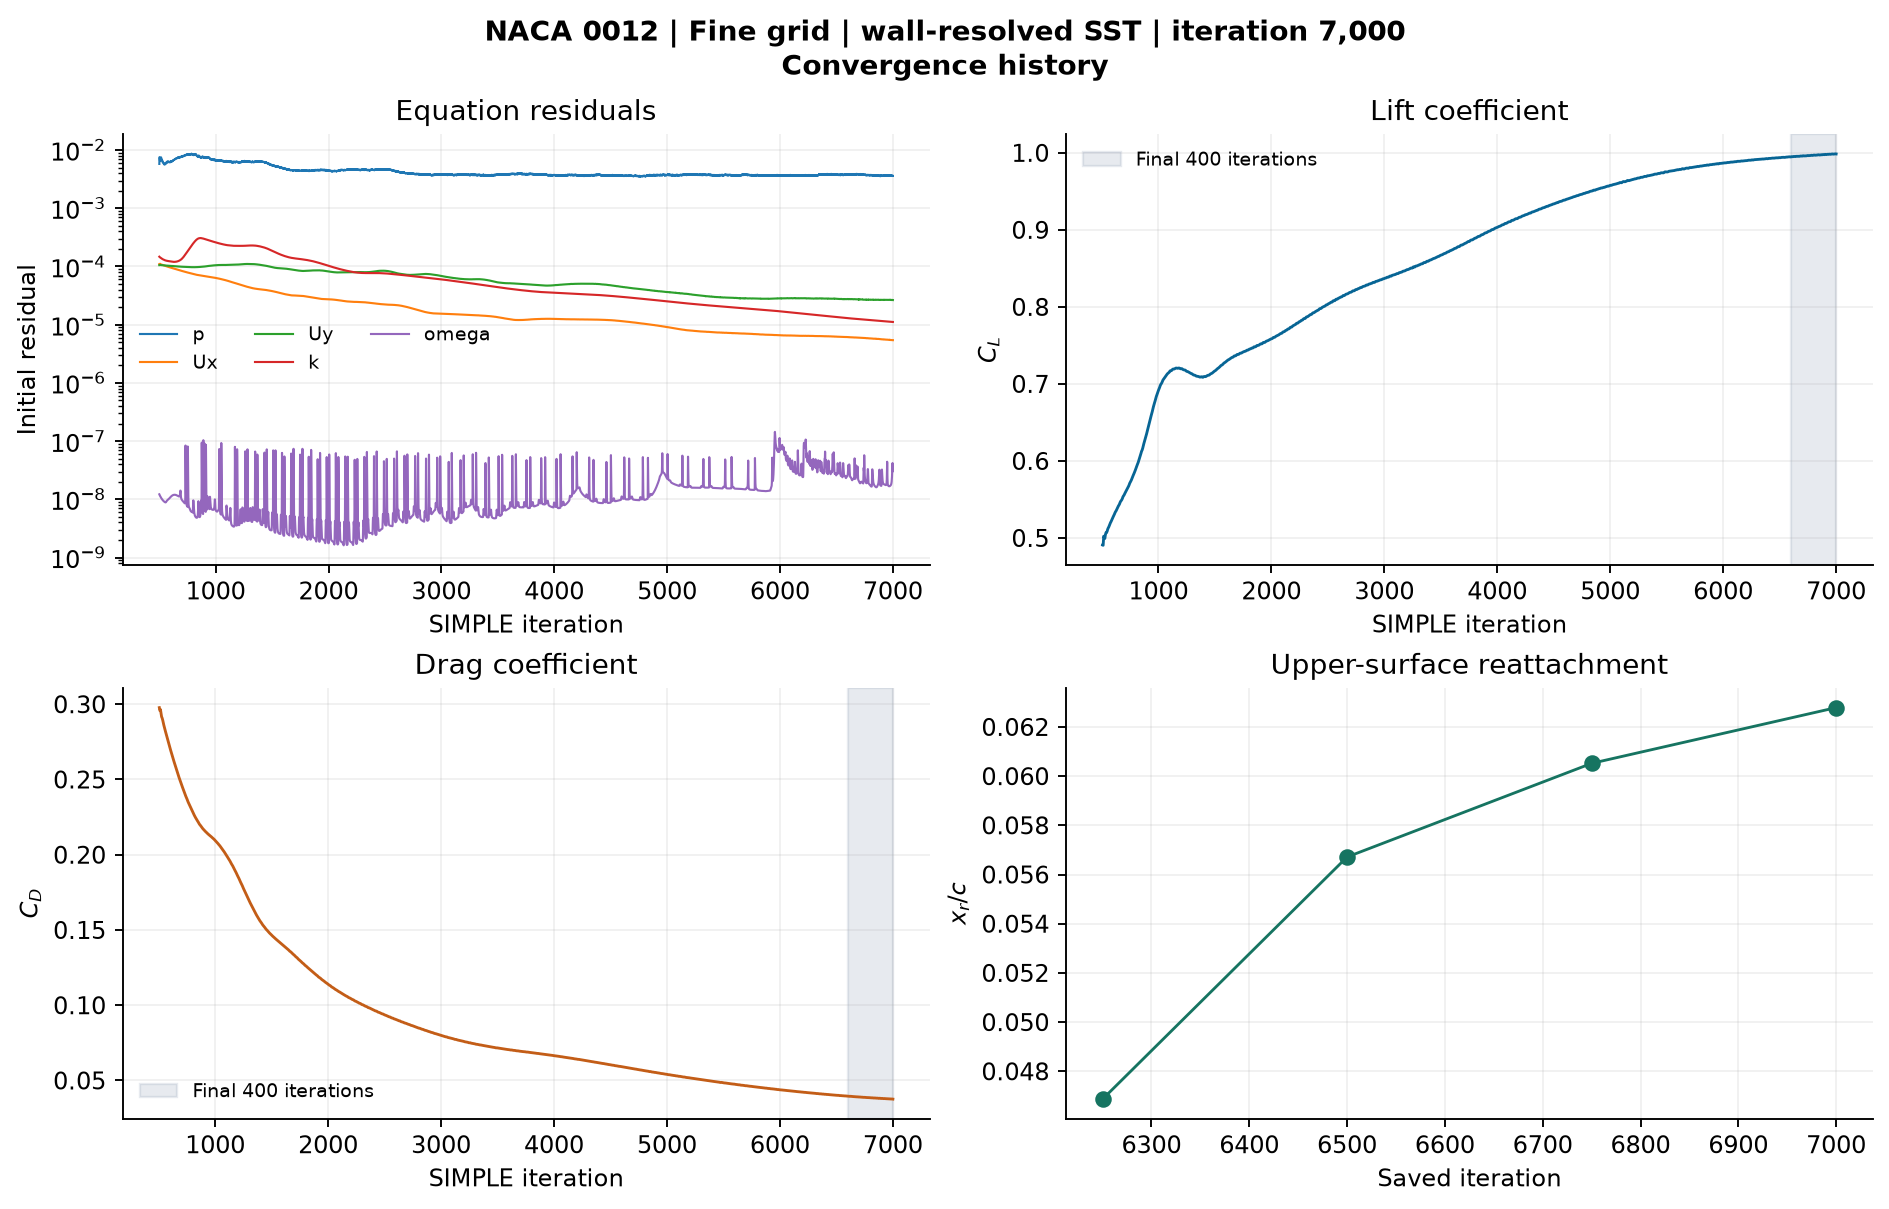 NACA 0012 | Fine grid | wall-resolved SST | iteration 7,000
Convergence history
Equation residuals
10−2
10−3
10−4
10−5
10−6
10−7
10−8
10−9
Initial residual
p
Ux
Uy
k
omega
1000 2000 3000 4000 5000 6000 7000
SIMPLE iteration
Lift coefficient
1.0
0.9
0.8
0.7
0.6
0.5
CL
Final 400 iterations
1000 2000 3000 4000 5000 6000 7000
SIMPLE iteration
Drag coefficient
0.30
0.25
0.20
0.15
0.10
0.05
CD
Final 400 iterations
1000 2000 3000 4000 5000 6000 7000
SIMPLE iteration
Upper-surface reattachment
0.062
0.060
0.058
0.056
0.054
0.052
0.050
0.048
xr/c
6300 6400 6500 6600 6700 6800 6900 7000
Saved iteration